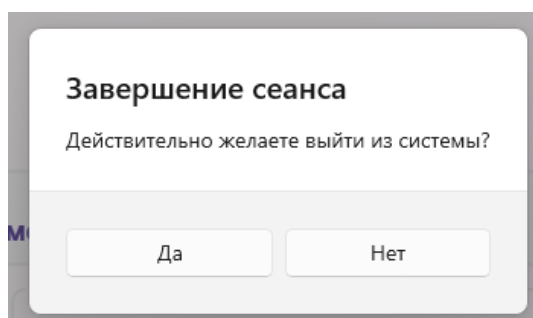 Завершение сеанса
Действительно желаете выйти из системы?
Да
Нет